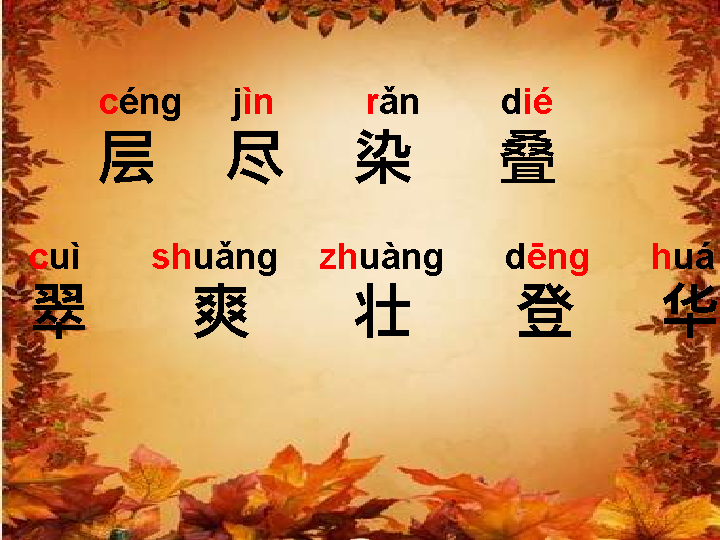 céng jìn rǎn dié
层 尽 染 叠
cuì shuǎng zhuàng dēng huá
翠 爽 壮 登 华